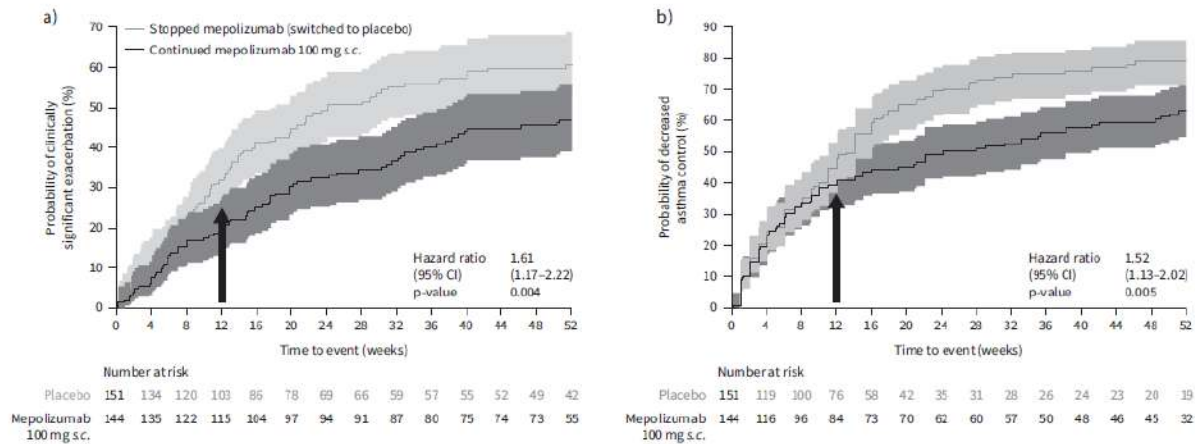 a)
Stopped mepolizumab (switched to placebo)
Continued mepolizumab 100 mg s.c.
Probability of clinically
significant exacerbation (%)
70
60
50
40
30
20
10
0
Hazard ratio 1.61
(95% CI) (1.17–2.22)
p-value 0.004
0 4 8 12 16 20 24 28 32 36 40 44 48 52
Time to event (weeks)
Number at risk
Placebo 151 134 120 103 86 78 69 66 59 57 55 52 49 42
Mepolizumab 144 135 122 115 104 97 94 91 87 80 75 74 73 55
100 mg s.c.
b)
Probability of decreased
asthma control (%)
90
80
70
60
50
40
30
20
10
0
Hazard ratio 1.52
(95% CI) (1.13–2.02)
p-value 0.005
0 4 8 12 16 20 24 28 32 36 40 44 48 52
Time to event (weeks)
Number at risk
Placebo 151 119 100 76 58 42 35 31 28 26 24 23 20 19
Mepolizumab 144 116 96 84 73 70 62 60 57 50 48 46 45 32
100 mg s.c.